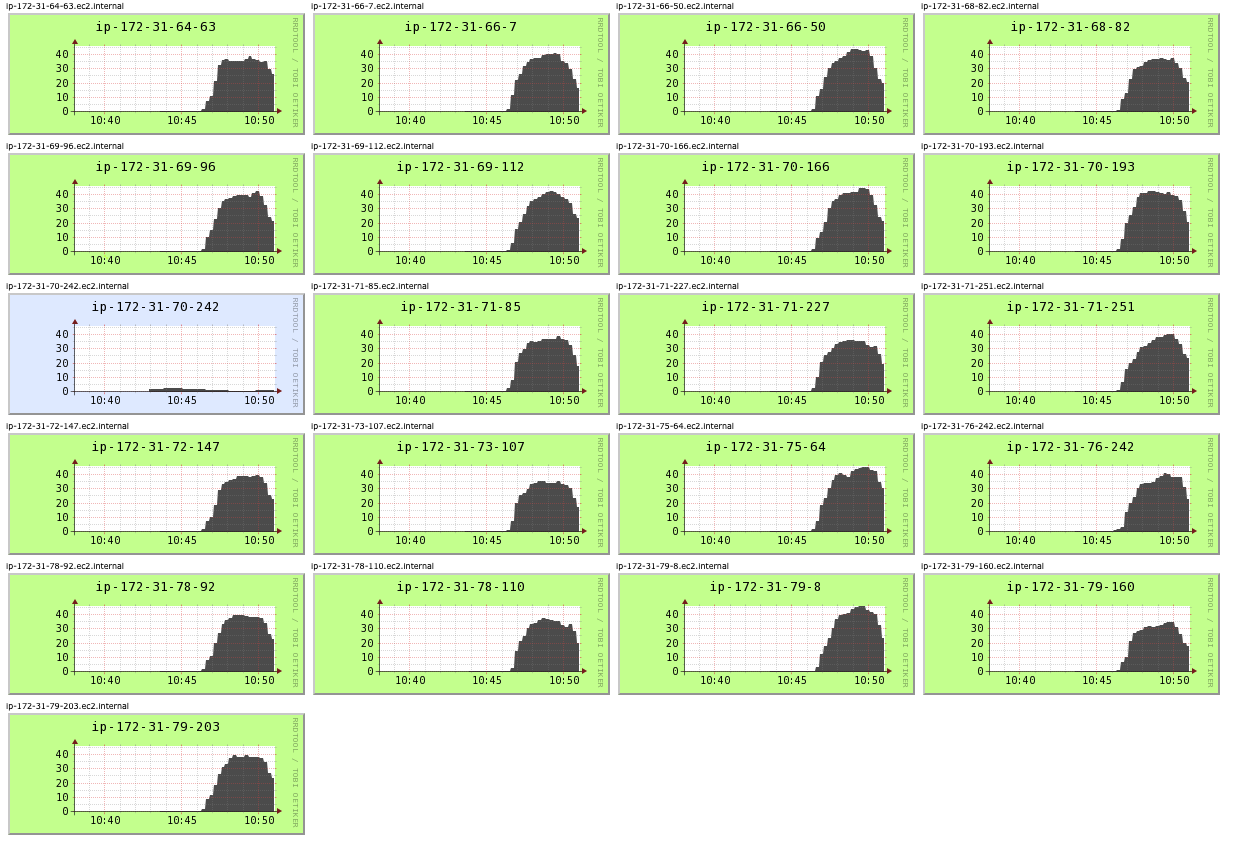 ip-172-31-64-63.ec2.internal
ip-172-31-64-63
40
30
20
10
0
10:40 10:45 10:50
RRDTOOL / TOBI OETIKER
ip-172-31-66-7.ec2.internal
ip-172-31-66-7
40
30
20
10
0
10:40 10:45 10:50
RRDTOOL / TOBI OETIKER
ip-172-31-66-50.ec2.internal
ip-172-31-66-50
40
30
20
10
0
10:40 10:45 10:50
RRDTOOL / TOBI OETIKER
ip-172-31-68-82.ec2.internal
ip-172-31-68-82
40
30
20
10
0
10:40 10:45 10:50
RRDTOOL / TOBI OETIKER
ip-172-31-69-96.ec2.internal
ip-172-31-69-96
40
30
20
10
0
10:40 10:45 10:50
RRDTOOL / TOBI OETIKER
ip-172-31-69-112.ec2.internal
ip-172-31-69-112
40
30
20
10
0
10:40 10:45 10:50
RRDTOOL / TOBI OETIKER
ip-172-31-70-166.ec2.internal
ip-172-31-70-166
40
30
20
10
0
10:40 10:45 10:50
RRDTOOL / TOBI OETIKER
ip-172-31-70-193.ec2.internal
ip-172-31-70-193
40
30
20
10
0
10:40 10:45 10:50
RRDTOOL / TOBI OETIKER
ip-172-31-70-242.ec2.internal
ip-172-31-70-242
40
30
20
10
0
10:40 10:45 10:50
RRDTOOL / TOBI OETIKER
ip-172-31-71-85.ec2.internal
ip-172-31-71-85
40
30
20
10
0
10:40 10:45 10:50
RRDTOOL / TOBI OETIKER
ip-172-31-71-227.ec2.internal
ip-172-31-71-227
40
30
20
10
0
10:40 10:45 10:50
RRDTOOL / TOBI OETIKER
ip-172-31-71-251.ec2.internal
ip-172-31-71-251
40
30
20
10
0
10:40 10:45 10:50
RRDTOOL / TOBI OETIKER
ip-172-31-72-147.ec2.internal
ip-172-31-72-147
40
30
20
10
0
10:40 10:45 10:50
RRDTOOL / TOBI OETIKER
ip-172-31-73-107.ec2.internal
ip-172-31-73-107
40
30
20
10
0
10:40 10:45 10:50
RRDTOOL / TOBI OETIKER
ip-172-31-75-64.ec2.internal
ip-172-31-75-64
40
30
20
10
0
10:40 10:45 10:50
RRDTOOL / TOBI OETIKER
ip-172-31-76-242.ec2.internal
ip-172-31-76-242
40
30
20
10
0
10:40 10:45 10:50
RRDTOOL / TOBI OETIKER
ip-172-31-78-92.ec2.internal
ip-172-31-78-92
40
30
20
10
0
10:40 10:45 10:50
RRDTOOL / TOBI OETIKER
ip-172-31-78-110.ec2.internal
ip-172-31-78-110
40
30
20
10
0
10:40 10:45 10:50
RRDTOOL / TOBI OETIKER
ip-172-31-79-8.ec2.internal
ip-172-31-79-8
40
30
20
10
0
10:40 10:45 10:50
RRDTOOL / TOBI OETIKER
ip-172-31-79-160.ec2.internal
ip-172-31-79-160
40
30
20
10
0
10:40 10:45 10:50
RRDTOOL / TOBI OETIKER
ip-172-31-79-203.ec2.internal
ip-172-31-79-203
40
30
20
10
0
10:40 10:45 10:50
RRDTOOL / TOBI OETIKER